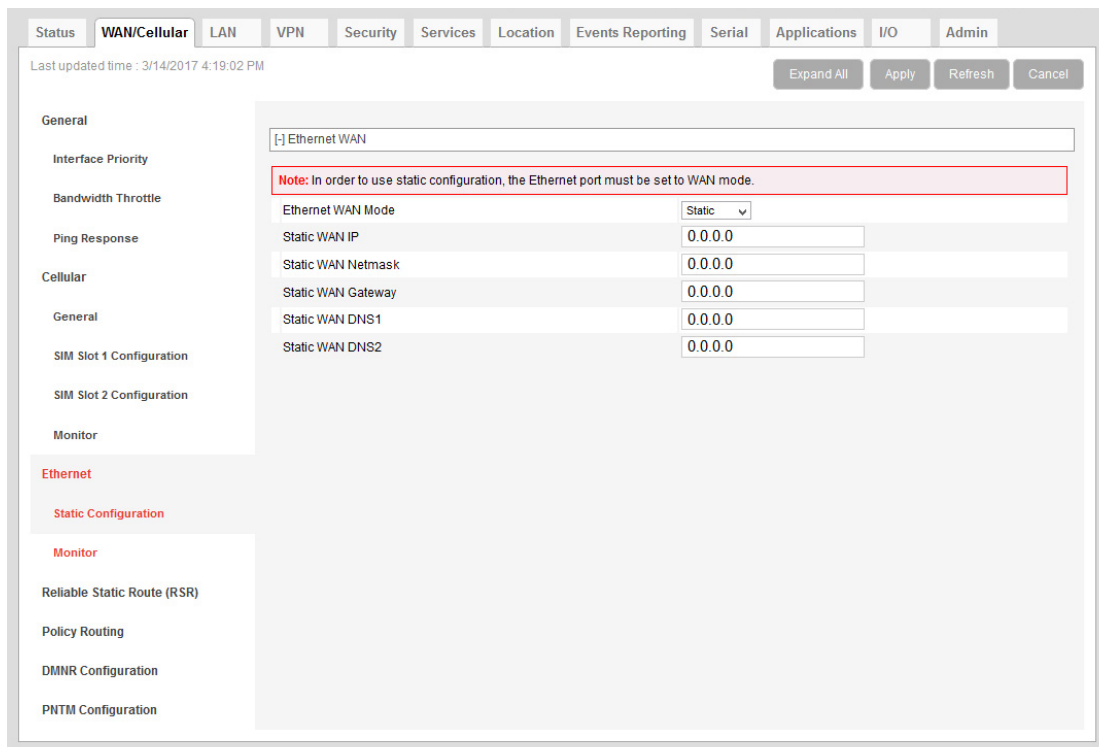 Status WAN/Cellular LAN VPN Security Services Location Events Reporting Serial Applications I/O Admin
Last updated time : 3/14/2017 4:19:02 PM
Expand All Apply Refresh Cancel
General
Interface Priority
Bandwidth Throttle
Ping Response
Cellular
General
SIM Slot 1 Configuration
SIM Slot 2 Configuration
Monitor
Ethernet
Static Configuration
Monitor
Reliable Static Route (RSR)
Policy Routing
DMNR Configuration
PNTM Configuration
[-] Ethernet WAN
Note: In order to use static configuration, the Ethernet port must be set to WAN mode.
Ethernet WAN Mode Static
Static WAN IP 0.0.0.0
Static WAN Netmask 0.0.0.0
Static WAN Gateway 0.0.0.0
Static WAN DNS1 0.0.0.0
Static WAN DNS2 0.0.0.0